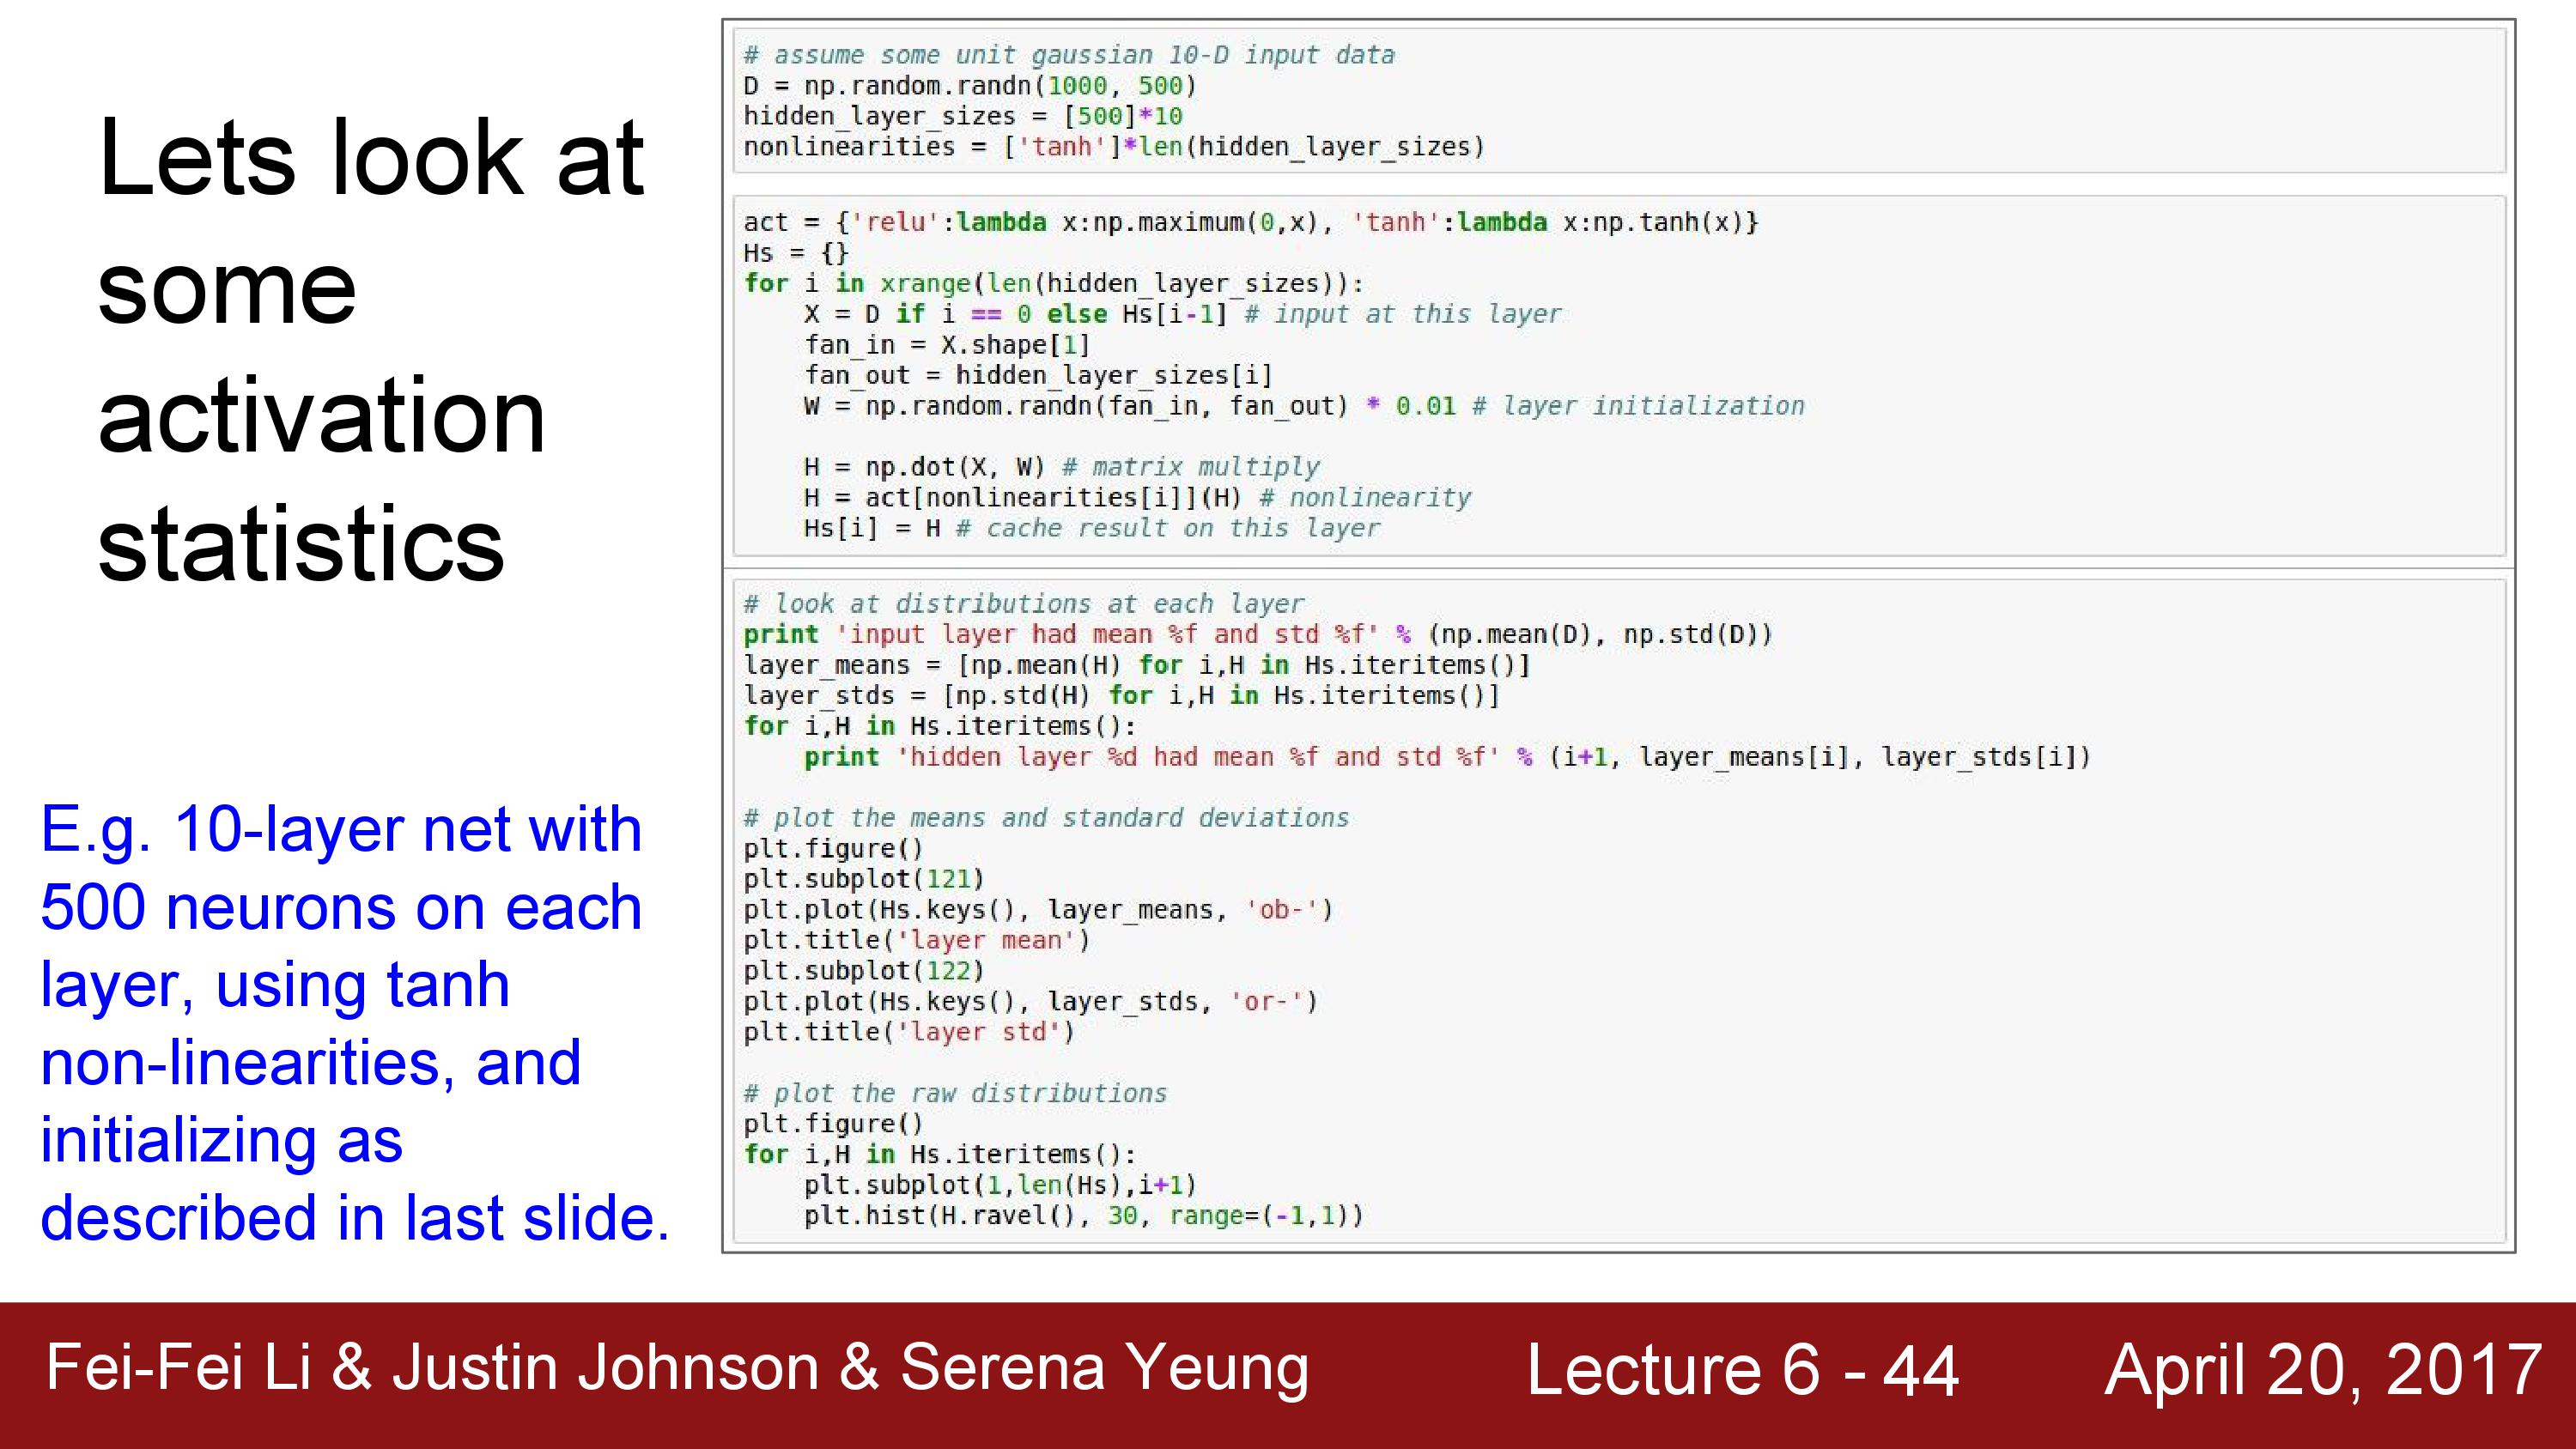 Lets look at
some
activation
statistics
E.g. 10-layer net with
500 neurons on each
layer, using tanh
non-linearities, and
initializing as
described in last slide.
# assume some unit gaussian 10-D input data
D = np.random.randn(1000, 500)
hidden_layer_sizes = [500]*10
nonlinearities = ['tanh']*len(hidden_layer_sizes)
act = {'relu':lambda x:np.maximum(0,x), 'tanh':lambda x:np.tanh(x)}
Hs = {}
for i in xrange(len(hidden_layer_sizes)):
    X = D if i == 0 else Hs[i-1] # input at this layer
    fan_in = X.shape[1]
    fan_out = hidden_layer_sizes[i]
    W = np.random.randn(fan_in, fan_out) * 0.01 # layer initialization
    H = np.dot(X, W) # matrix multiply
    H = act[nonlinearities[i]](H) # nonlinearity
    Hs[i] = H # cache result on this layer
# look at distributions at each layer
print 'input layer had mean %f and std %f' % (np.mean(D), np.std(D))
layer_means = [np.mean(H) for i,H in Hs.iteritems()]
layer_stds = [np.std(H) for i,H in Hs.iteritems()]
for i,H in Hs.iteritems():
    print 'hidden layer %d had mean %f and std %f' % (i+1, layer_means[i], layer_stds[i])
# plot the means and standard deviations
plt.figure()
plt.subplot(121)
plt.plot(Hs.keys(), layer_means, 'ob-')
plt.title('layer mean')
plt.subplot(122)
plt.plot(Hs.keys(), layer_stds, 'or-')
plt.title('layer std')
# plot the raw distributions
plt.figure()
for i,H in Hs.iteritems():
    plt.subplot(1,len(Hs),i+1)
    plt.hist(H.ravel(), 30, range=(-1,1))
Fei-Fei Li & Justin Johnson & Serena Yeung
Lecture 6 - 44
April 20, 2017